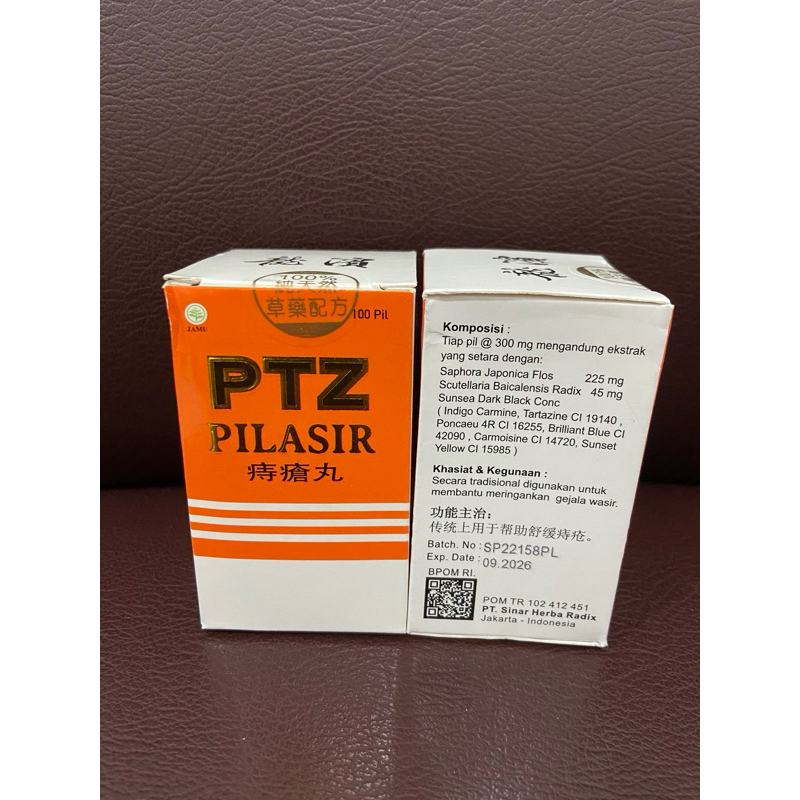 100%
純天然
草藥配方
JAMU
100 Pil
PTZ
PILASIR
痔瘡丸
Komposisi :
Tiap pil @ 300 mg mengandung ekstrak
yang setara dengan:
Saphora Japonica Flos 225 mg
Scutellaria Baicalensis Radix 45 mg
Sunsea Dark Black Conc
( Indigo Carmine, Tartazine CI 19140 ,
Poncaeu 4R CI 16255, Brilliant Blue CI
42090 , Carmoisine CI 14720, Sunset
Yellow CI 15985 )
Khasiat & Kegunaan :
Secara tradisional digunakan untuk
membantu meringankan gejala wasir.
功能主治：
传统上用于帮助舒缓痔疮。
Batch. No : SP22158PL
Exp. Date : 09.2026
BPOM RI.
POM TR 102 412 451
PT. Sinar Herba Radix
Jakarta - Indonesia